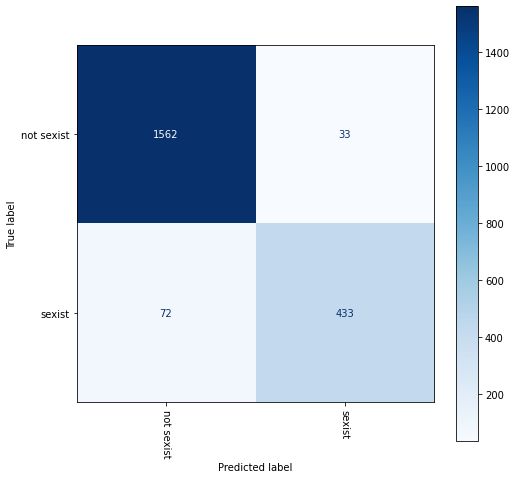 not sexist
sexist
True label
1562
33
72
433
not sexist
sexist
Predicted label
1400
1200
1000
800
600
400
200